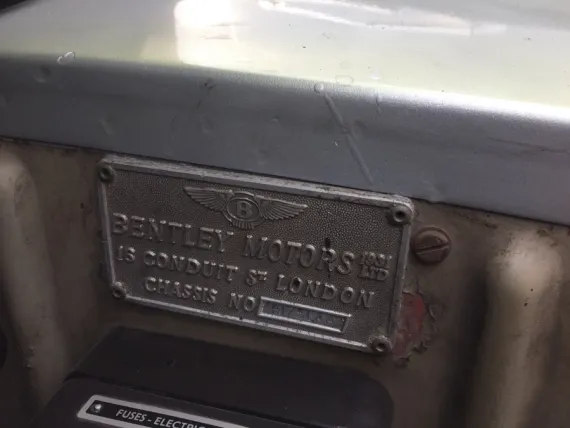 B
BENTLEY MOTORS 1931 LTD
16 CONDUIT ST LONDON
CHASSIS NO
FUSES - ELECTRIC